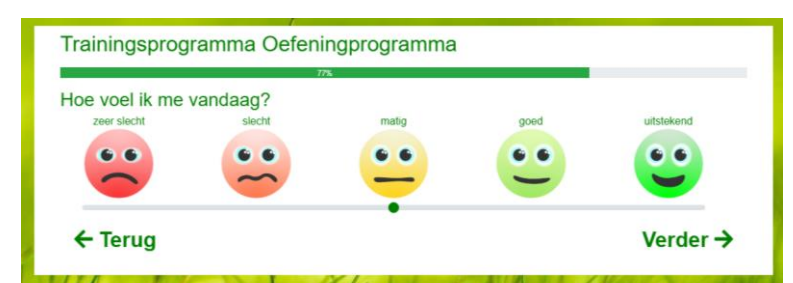 Trainingsprogramma Oefeningprogramma
77%
Hoe voel ik me vandaag?
zeer slecht slecht matig goed uitstekend
← Terug Verder →